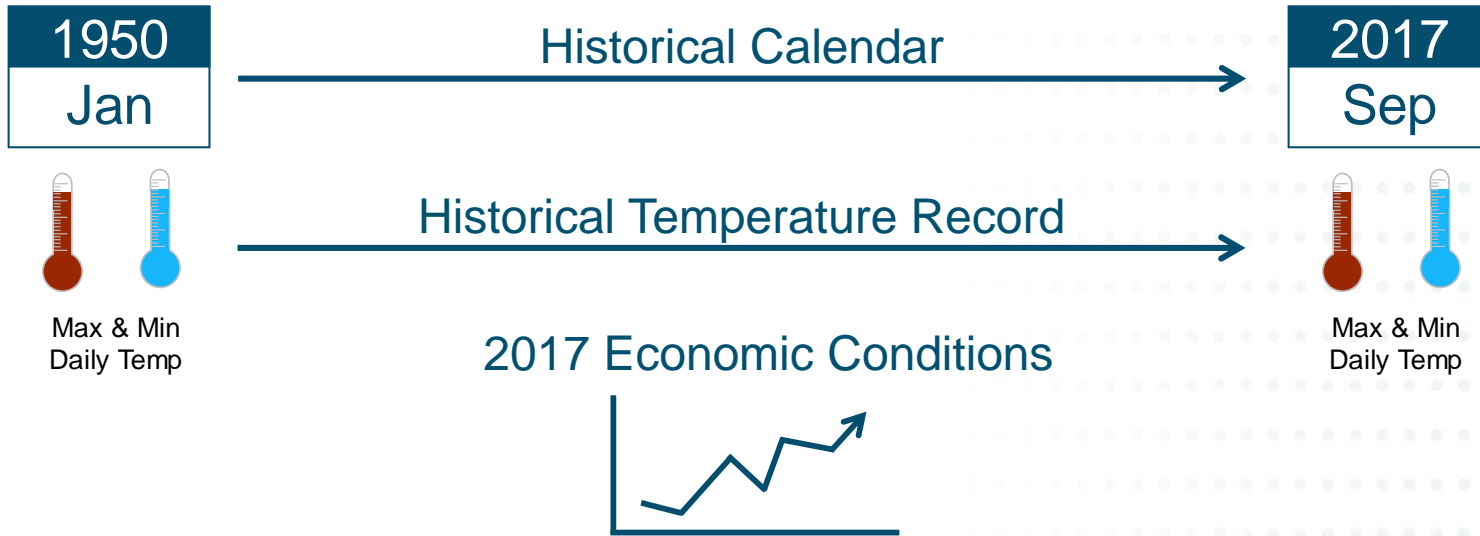 1950
Jan
Historical Calendar
2017
Sep
Historical Temperature Record
Max & Min
Daily Temp
Max & Min
Daily Temp
2017 Economic Conditions